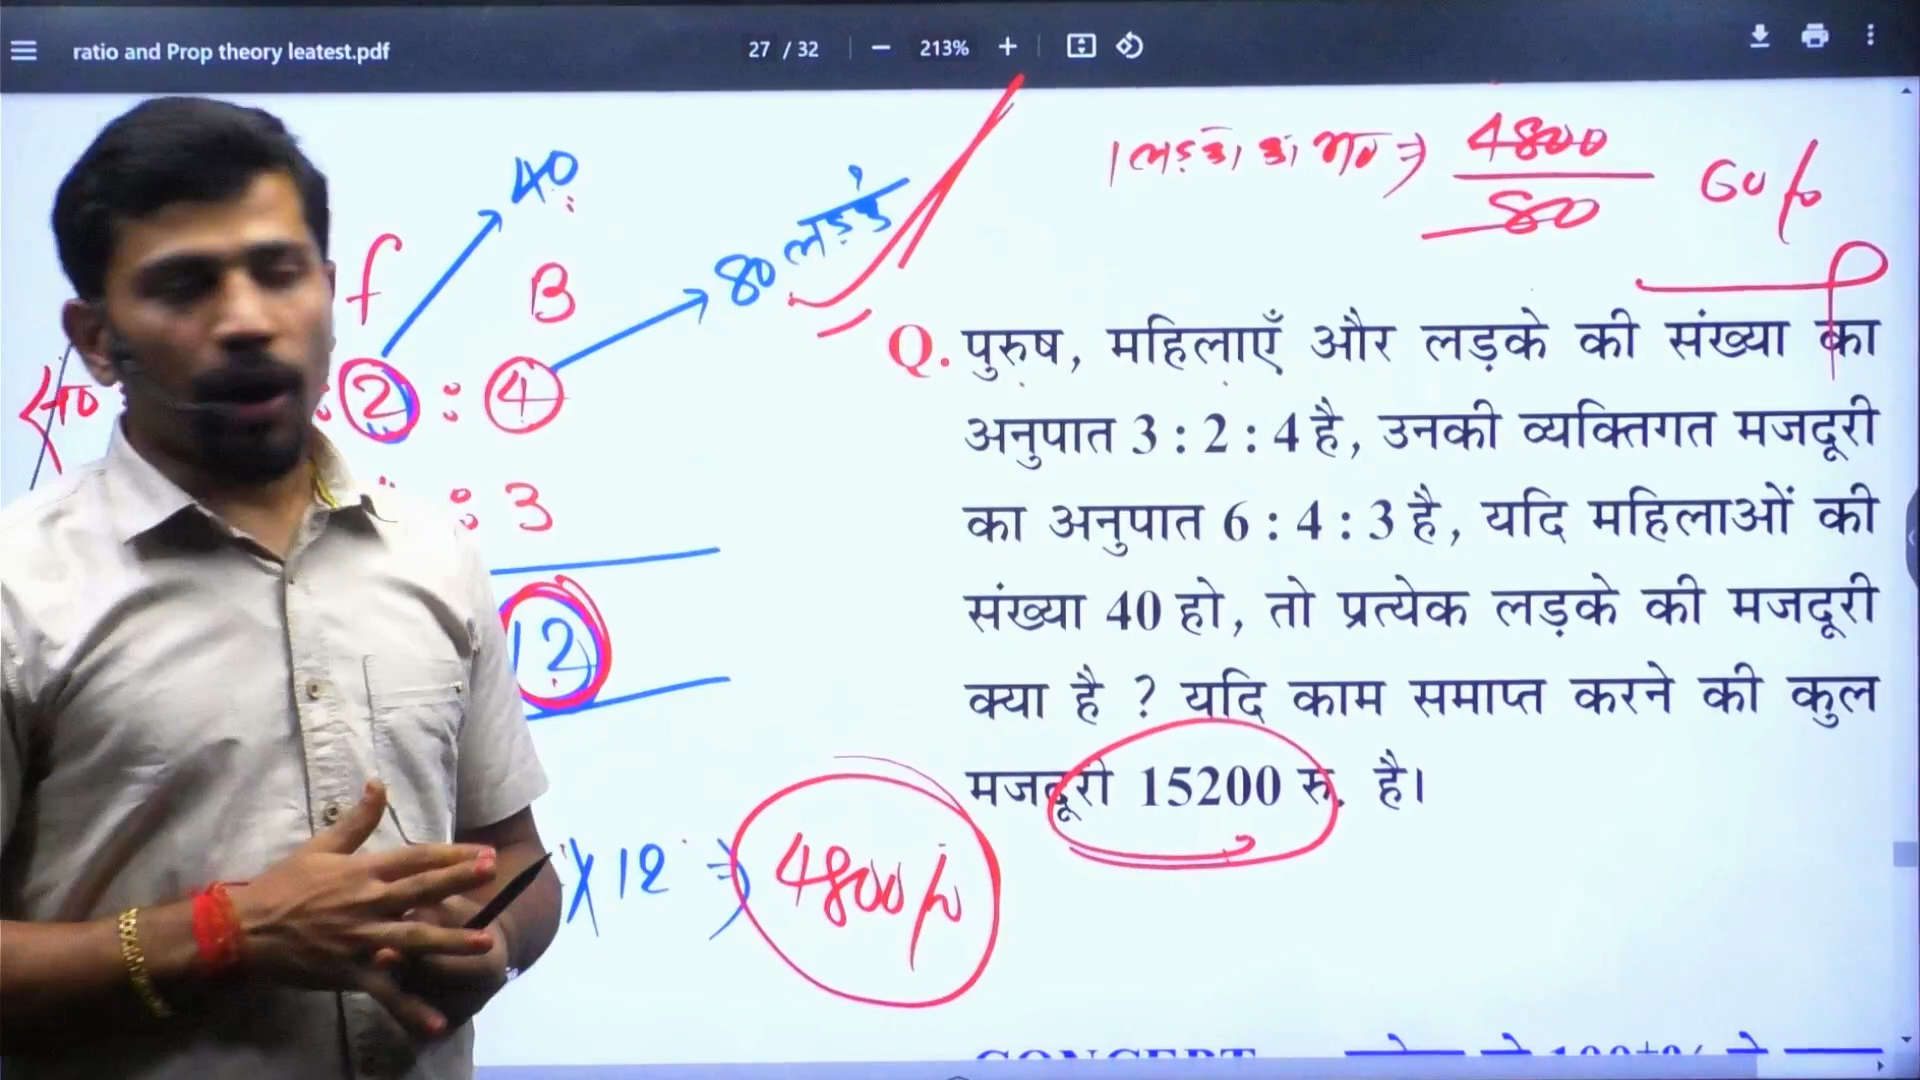 ratio and Prop theory leatest.pdf
27 / 32
213%
40
f B
80 लड़के
1 लड़के का भाग ⇒ 4800 / 80 60/-
40 : 2 : 4
: 3
12
× 12 ⇒ 4800/-
Q. पुरुष, महिलाएँ और लड़के की संख्या का
अनुपात 3 : 2 : 4 है, उनकी व्यक्तिगत मजदूरी
का अनुपात 6 : 4 : 3 है, यदि महिलाओं की
संख्या 40 हो, तो प्रत्येक लड़के की मजदूरी
क्या है ? यदि काम समाप्त करने की कुल
मजदूरी 15200 रु. है।
CONCEPT